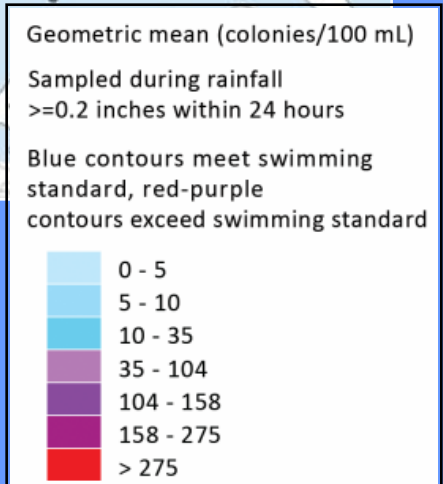 Geometric mean (colonies/100 mL)
Sampled during rainfall
>=0.2 inches within 24 hours
Blue contours meet swimming
standard, red-purple
contours exceed swimming standard
0 - 5
5 - 10
10 - 35
35 - 104
104 - 158
158 - 275
> 275